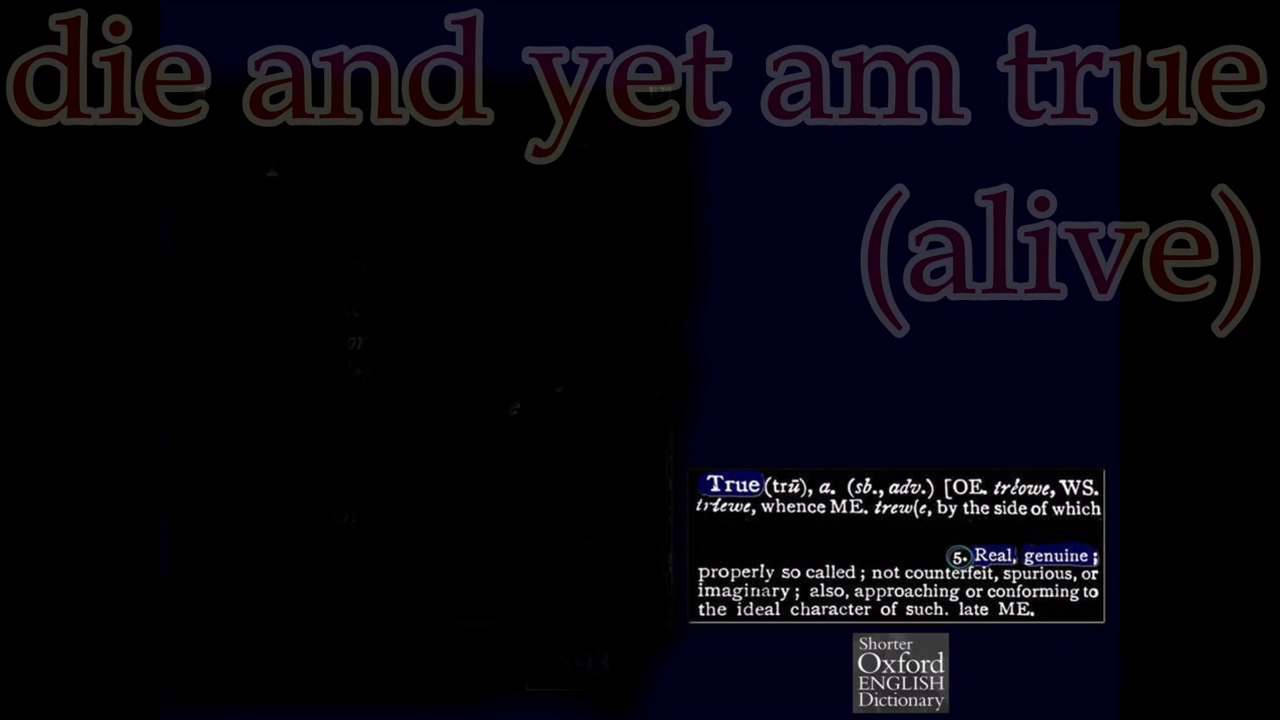 die and yet am true
(alive)
True (trū), a. (sb., adv.) [OE. tréowe, WS.
tríewe, whence ME. trew(e, by the side of which
5. Real, genuine ;
properly so called ; not counterfeit, spurious, or
imaginary ; also, approaching or conforming to
the ideal character of such. late ME.
Shorter
Oxford
ENGLISH
Dictionary